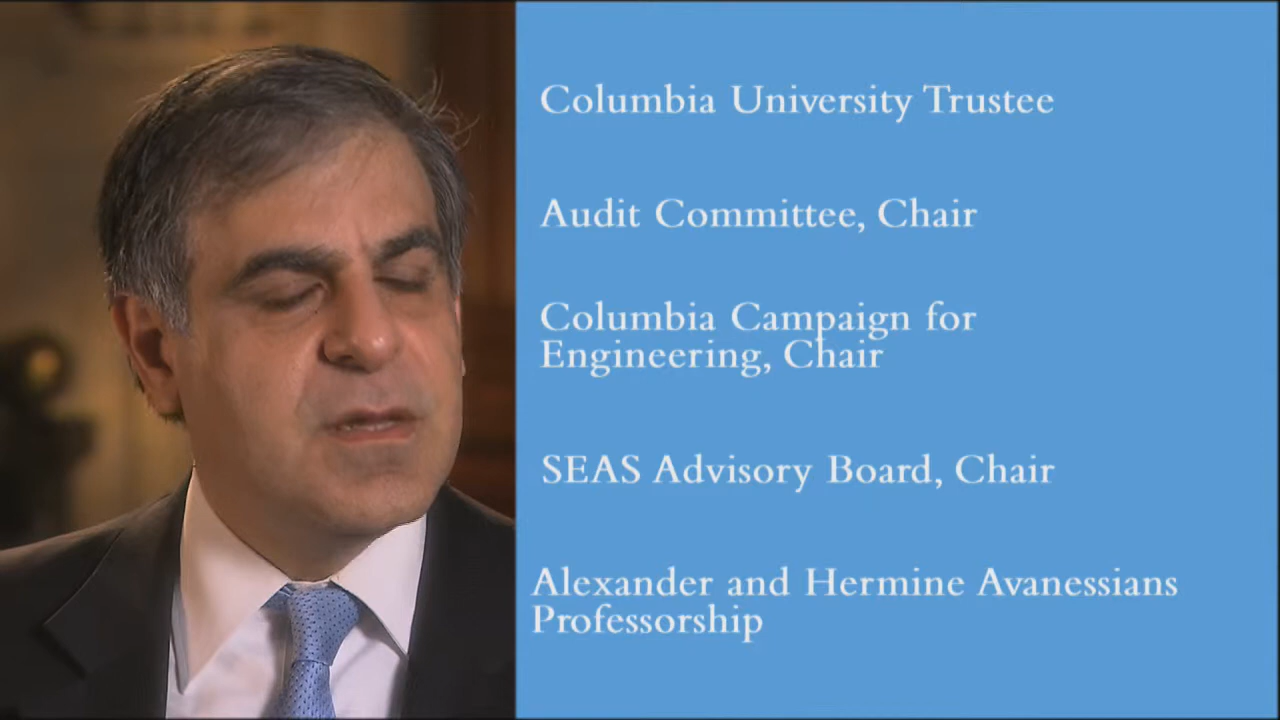 Columbia University Trustee
Audit Committee, Chair
Columbia Campaign for
Engineering, Chair
SEAS Advisory Board, Chair
Alexander and Hermine Avanessians
Professorship